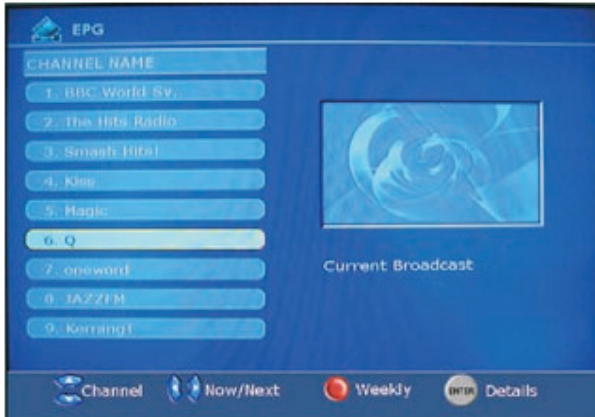 EPG
CHANNEL NAME
1. BBC World Sv.
2. The Hits Radio
3. Smash Hits!
4. Kiss
5. Magic
6. Q
7. oneword
8. JAZZFM
9. Kerrang!
Current Broadcast
Channel Now/Next Weekly ENTER Details